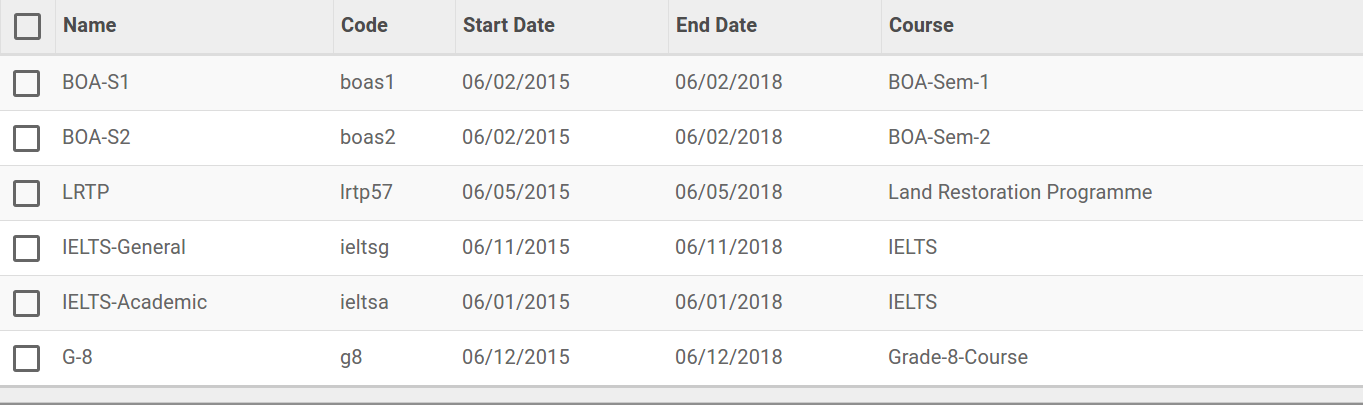 Name Code Start Date End Date Course
BOA-S1 boas1 06/02/2015 06/02/2018 BOA-Sem-1
BOA-S2 boas2 06/02/2015 06/02/2018 BOA-Sem-2
LRTP lrtp57 06/05/2015 06/05/2018 Land Restoration Programme
IELTS-General ieltsg 06/11/2015 06/11/2018 IELTS
IELTS-Academic ieltsa 06/01/2015 06/01/2018 IELTS
G-8 g8 06/12/2015 06/12/2018 Grade-8-Course